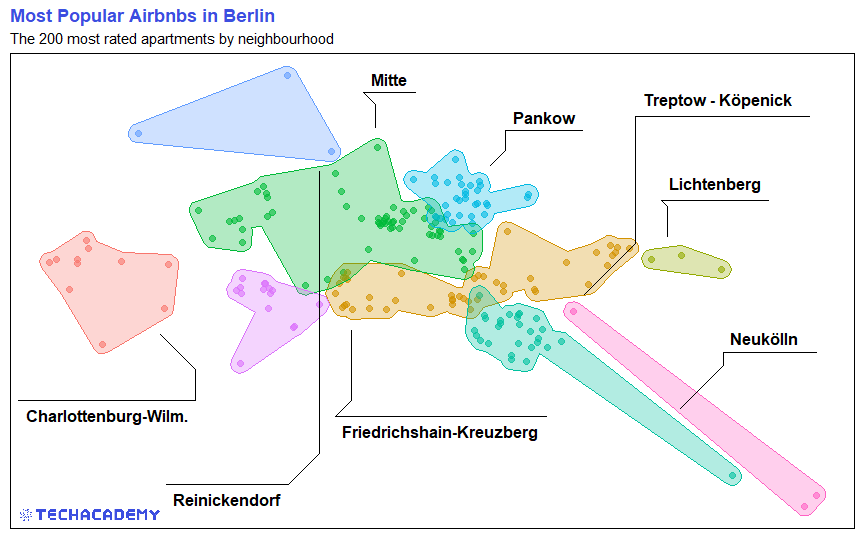 Most Popular Airbnbs in Berlin
The 200 most rated apartments by neighbourhood
Mitte
Treptow - Köpenick
Pankow
Lichtenberg
Neukölln
Charlottenburg-Wilm.
Friedrichshain-Kreuzberg
Reinickendorf
TECHACADEMY